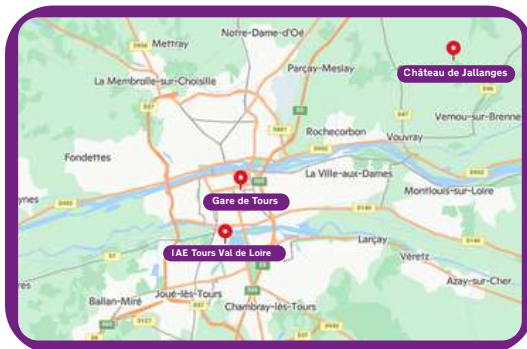 Notre-Dame-d'Oé
Mettray
Parçay-Meslay
Château de Jallanges
La Membrolle-sur-Choisille
Vernou-sur-Brenne
Rochecorbon
Vouvray
Fondettes
La Ville-aux-Dames
Montlouis-sur-Loire
Gare de Tours
Larçay
IAE Tours Val de Loire
Véretz
Azay-sur-Cher
Joué-lès-Tours
Ballan-Miré
Chambray-lès-Tours